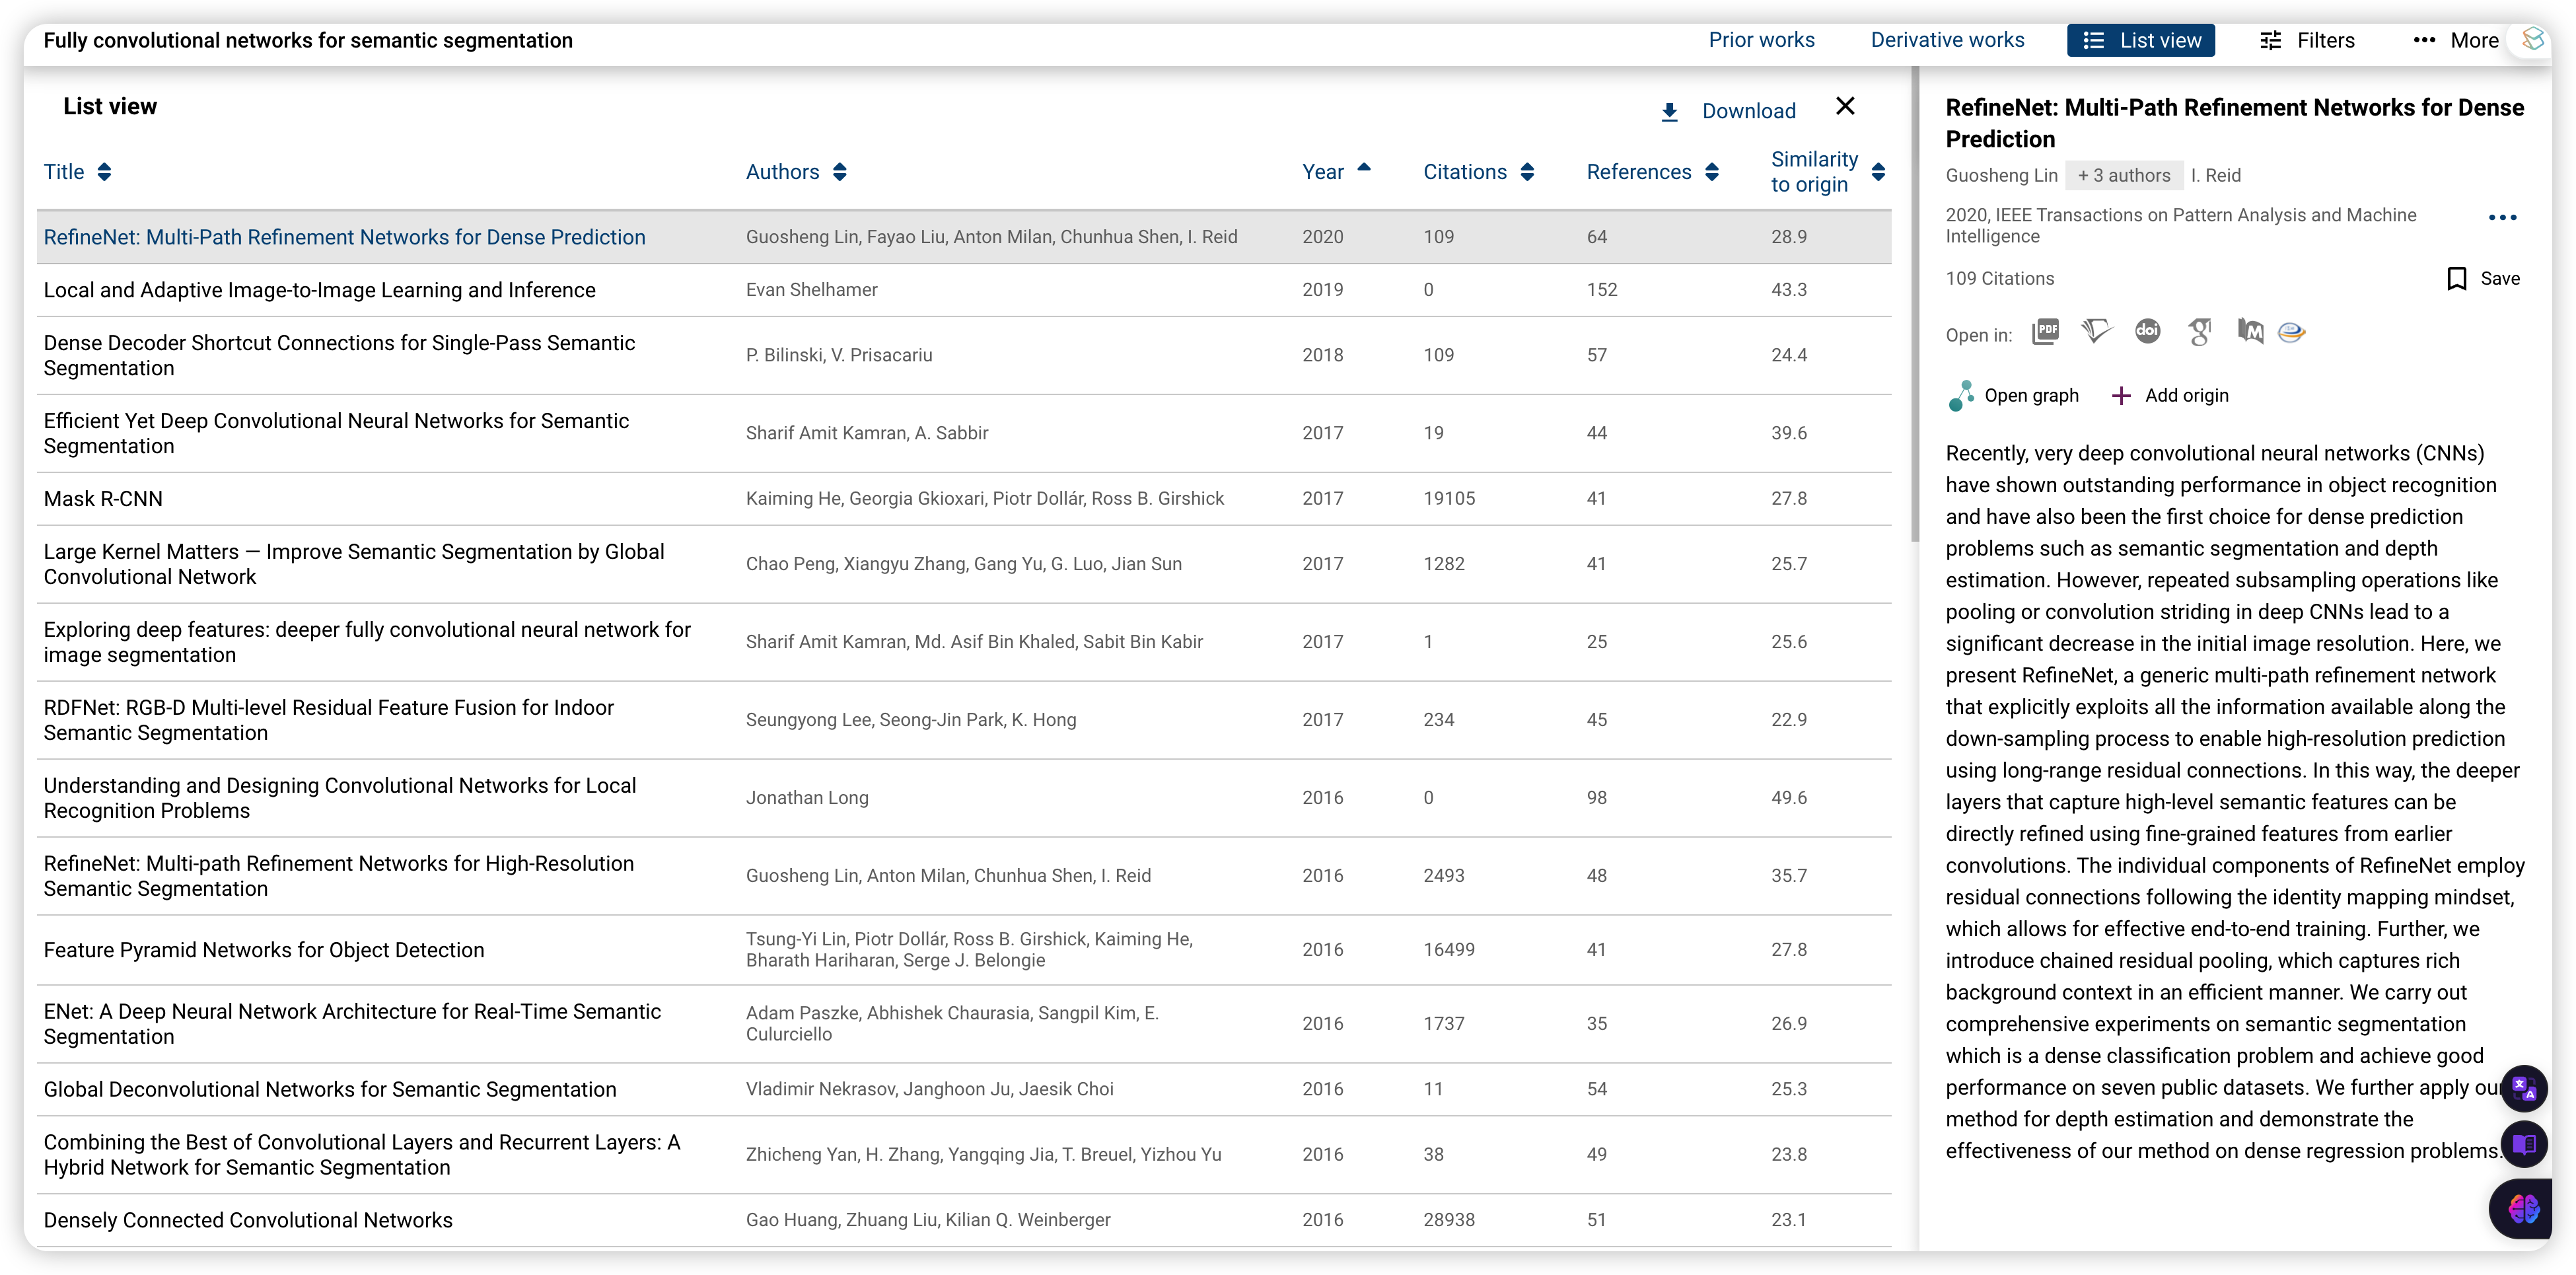 Fully convolutional networks for semantic segmentation
Prior works
Derivative works
List view
Filters
More
List view
Download
Title
Authors
Year
Citations
References
Similarity
to origin
RefineNet: Multi-Path Refinement Networks for Dense Prediction
Guosheng Lin, Fayao Liu, Anton Milan, Chunhua Shen, I. Reid
2020
109
64
28.9
Local and Adaptive Image-to-Image Learning and Inference
Evan Shelhamer
2019
0
152
43.3
Dense Decoder Shortcut Connections for Single-Pass Semantic
Segmentation
P. Bilinski, V. Prisacariu
2018
109
57
24.4
Efficient Yet Deep Convolutional Neural Networks for Semantic
Segmentation
Sharif Amit Kamran, A. Sabbir
2017
19
44
39.6
Mask R-CNN
Kaiming He, Georgia Gkioxari, Piotr Dollár, Ross B. Girshick
2017
19105
41
27.8
Large Kernel Matters — Improve Semantic Segmentation by Global
Convolutional Network
Chao Peng, Xiangyu Zhang, Gang Yu, G. Luo, Jian Sun
2017
1282
41
25.7
Exploring deep features: deeper fully convolutional neural network for
image segmentation
Sharif Amit Kamran, Md. Asif Bin Khaled, Sabit Bin Kabir
2017
1
25
25.6
RDFNet: RGB-D Multi-level Residual Feature Fusion for Indoor
Semantic Segmentation
Seungyong Lee, Seong-Jin Park, K. Hong
2017
234
45
22.9
Understanding and Designing Convolutional Networks for Local
Recognition Problems
Jonathan Long
2016
0
98
49.6
RefineNet: Multi-path Refinement Networks for High-Resolution
Semantic Segmentation
Guosheng Lin, Anton Milan, Chunhua Shen, I. Reid
2016
2493
48
35.7
Feature Pyramid Networks for Object Detection
Tsung-Yi Lin, Piotr Dollár, Ross B. Girshick, Kaiming He,
Bharath Hariharan, Serge J. Belongie
2016
16499
41
27.8
ENet: A Deep Neural Network Architecture for Real-Time Semantic
Segmentation
Adam Paszke, Abhishek Chaurasia, Sangpil Kim, E.
Culurciello
2016
1737
35
26.9
Global Deconvolutional Networks for Semantic Segmentation
Vladimir Nekrasov, Janghoon Ju, Jaesik Choi
2016
11
54
25.3
Combining the Best of Convolutional Layers and Recurrent Layers: A
Hybrid Network for Semantic Segmentation
Zhicheng Yan, H. Zhang, Yangqing Jia, T. Breuel, Yizhou Yu
2016
38
49
23.8
Densely Connected Convolutional Networks
Gao Huang, Zhuang Liu, Kilian Q. Weinberger
2016
28938
51
23.1
RefineNet: Multi-Path Refinement Networks for Dense
Prediction
Guosheng Lin
+ 3 authors
I. Reid
2020, IEEE Transactions on Pattern Analysis and Machine
Intelligence
109 Citations
Save
Open in:
PDF
doi
Open graph
Add origin
Recently, very deep convolutional neural networks (CNNs)
have shown outstanding performance in object recognition
and have also been the first choice for dense prediction
problems such as semantic segmentation and depth
estimation. However, repeated subsampling operations like
pooling or convolution striding in deep CNNs lead to a
significant decrease in the initial image resolution. Here, we
present RefineNet, a generic multi-path refinement network
that explicitly exploits all the information available along the
down-sampling process to enable high-resolution prediction
using long-range residual connections. In this way, the deeper
layers that capture high-level semantic features can be
directly refined using fine-grained features from earlier
convolutions. The individual components of RefineNet employ
residual connections following the identity mapping mindset,
which allows for effective end-to-end training. Further, we
introduce chained residual pooling, which captures rich
background context in an efficient manner. We carry out
comprehensive experiments on semantic segmentation
which is a dense classification problem and achieve good
performance on seven public datasets. We further apply our
method for depth estimation and demonstrate the
effectiveness of our method on dense regression problems.